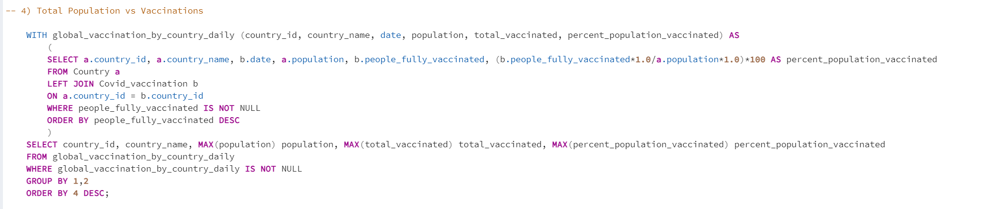 -- 4) Total Population vs Vaccinations
WITH global_vaccination_by_country_daily (country_id, country_name, date, population, total_vaccinated, percent_population_vaccinated) AS
(
SELECT a.country_id, a.country_name, b.date, a.population, b.people_fully_vaccinated, (b.people_fully_vaccinated*1.0/a.population*1.0)*100 AS percent_population_vaccinated
FROM Country a
LEFT JOIN Covid_vaccination b
ON a.country_id = b.country_id
WHERE people_fully_vaccinated IS NOT NULL
ORDER BY people_fully_vaccinated DESC
)
SELECT country_id, country_name, MAX(population) population, MAX(total_vaccinated) total_vaccinated, MAX(percent_population_vaccinated) percent_population_vaccinated
FROM global_vaccination_by_country_daily
WHERE global_vaccination_by_country_daily IS NOT NULL
GROUP BY 1,2
ORDER BY 4 DESC;